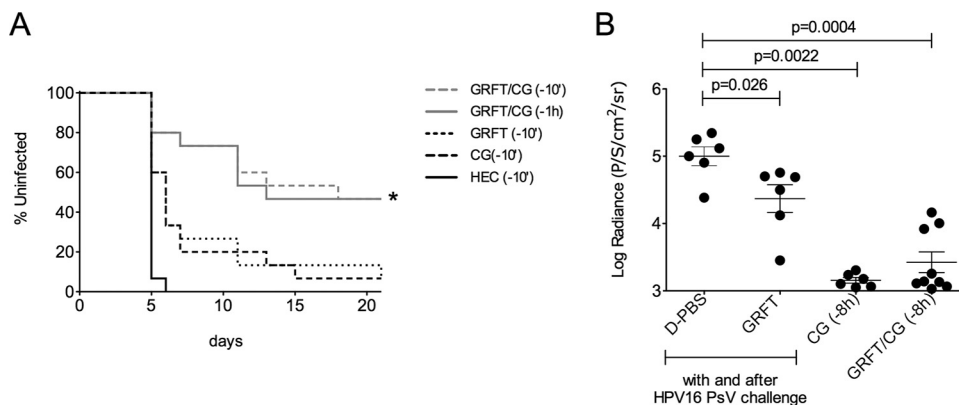 A
% Uninfected
100
80
60
40
20
0
0
5
10
15
20
days
*
GRFT/CG (-10')
GRFT/CG (-1h)
GRFT (-10')
CG(-10')
HEC (-10')
B
p=0.0004
p=0.0022
p=0.026
Log Radiance (P/S/cm²/sr)
6
5
4
3
D-PBS
GRFT
CG (-8h)
GRFT/CG (-8h)
with and after
HPV16 PsV challenge